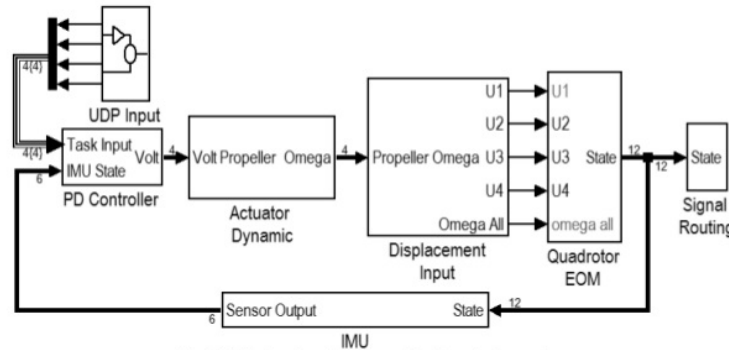 4(4)
UDP Input
4(4)
Task Input
IMU State
Volt
6
PD Controller
4
Volt Propeller
Omega
Actuator
Dynamic
4
Propeller Omega
U1
U2
U3
U4
Omega All
Displacement
Input
U1
U2
U3
U4
omega all
State
Quadrotor
EOM
12
12
State
Signal
Routing
6
Sensor Output
State
12
IMU